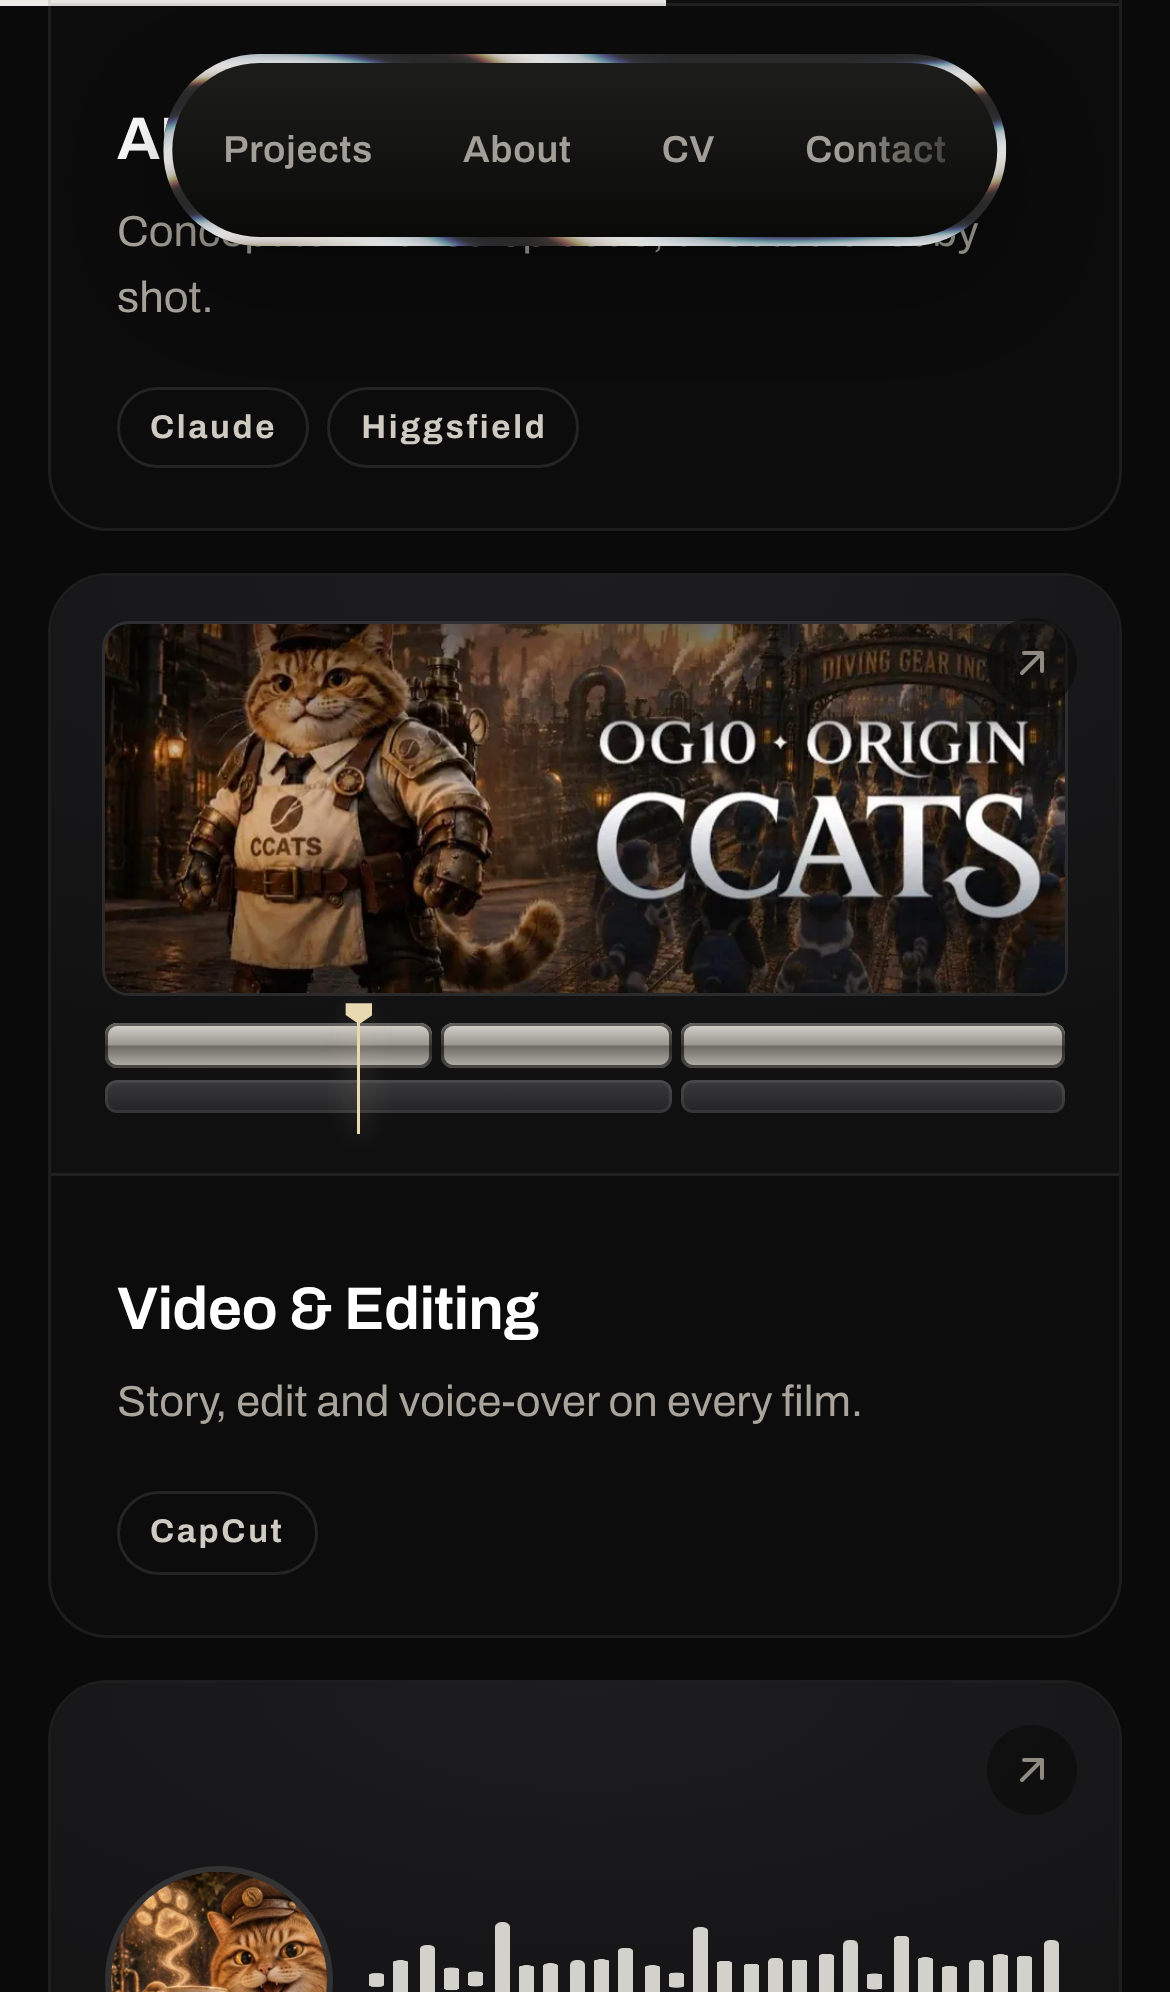 Projects About CV Contact
shot.
Claude Higgsfield
DIVING GEAR INC.
OG10 · ORIGIN
CCATS
CCATS
Video & Editing
Story, edit and voice-over on every film.
CapCut